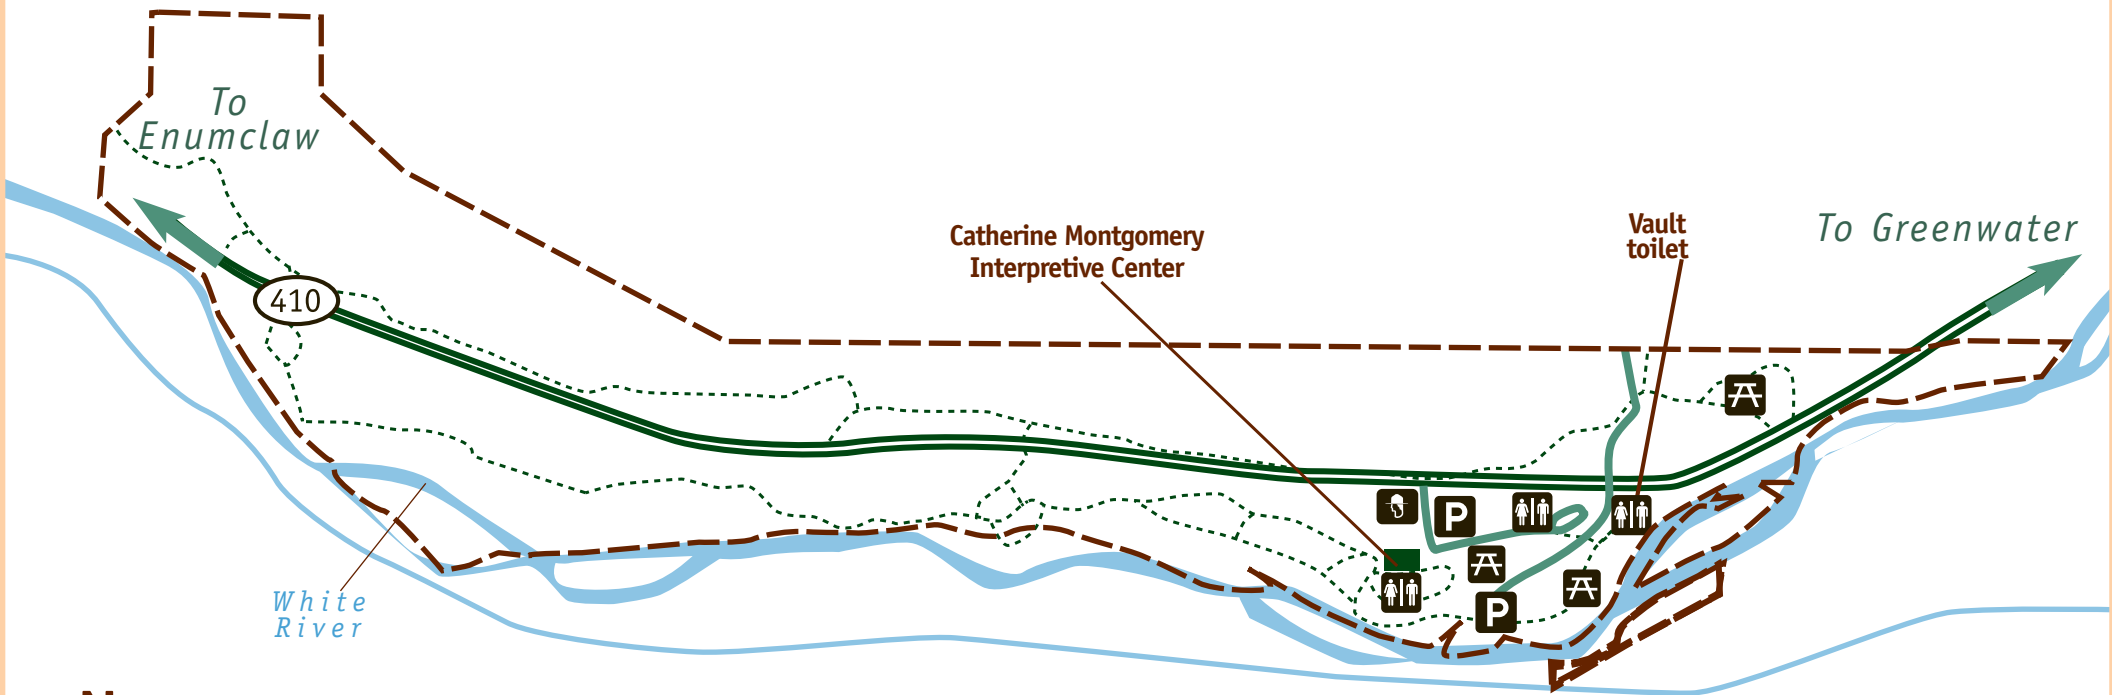 To
Enumclaw
410
Catherine Montgomery
Interpretive Center
Vault
toilet
To Greenwater
P
P
White
River